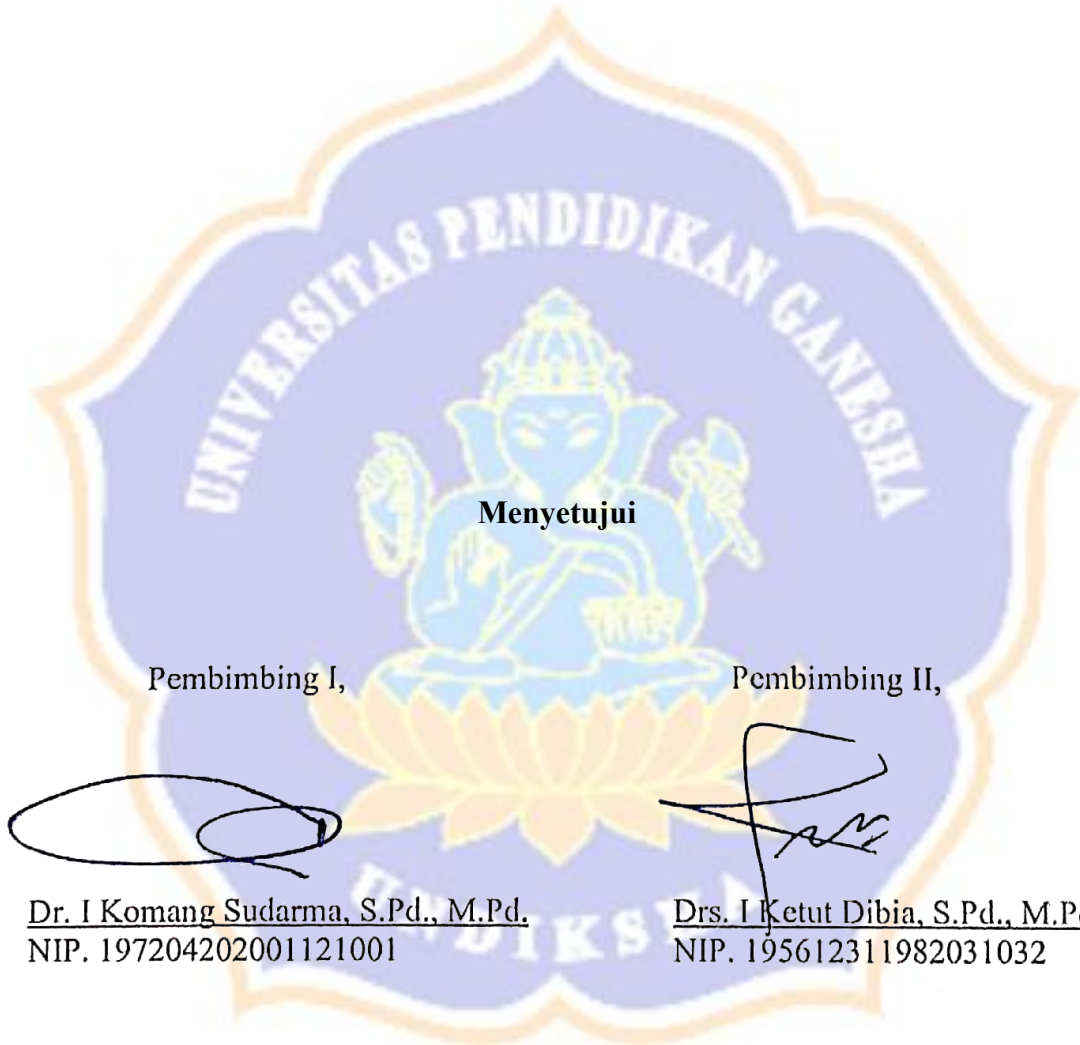 UNIVERSITAS PENDIDIKAN GANESHA
Menyetujui
Pembimbing I,
Pembimbing II,
Dr. I Komang Sudarma, S.Pd., M.Pd.
NIP. 197204202001121001
Drs. I Ketut Dibia, S.Pd., M.P
NIP. 195612311982031032
UNDIKSHA